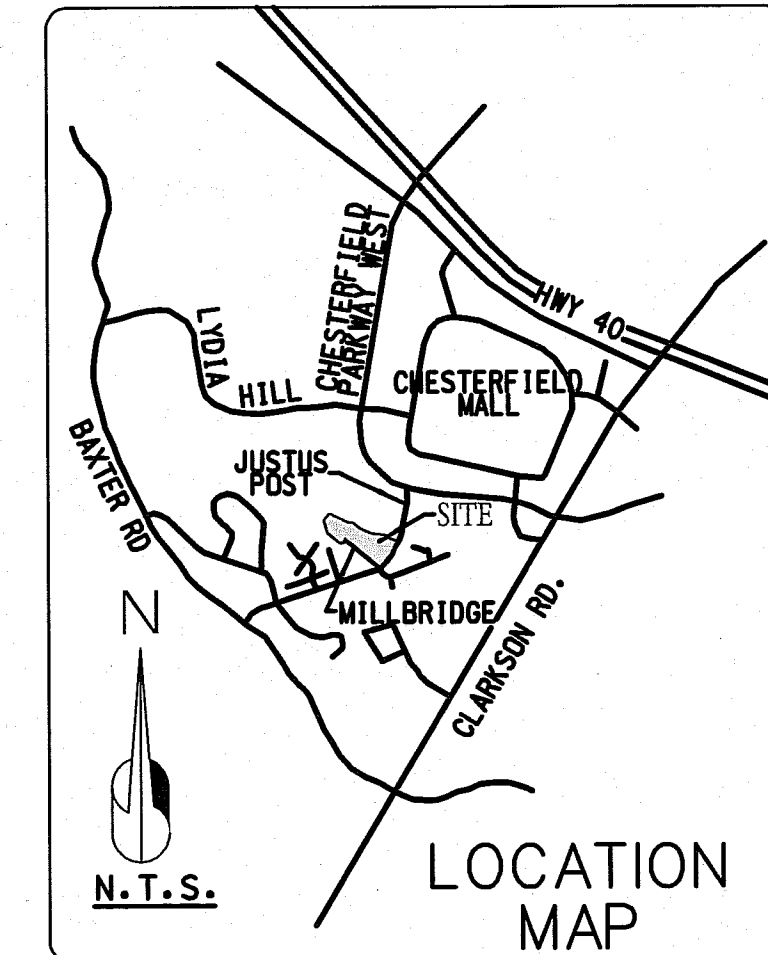 CHESTERFIELD
PARKWAY WEST
HWY 40
LYDIA
HILL
CHESTERFIELD
MALL
BAXTER RD
JUSTUS
POST
SITE
MILLBRIDGE
CLARKSON RD.
N
N.T.S.
LOCATION
MAP